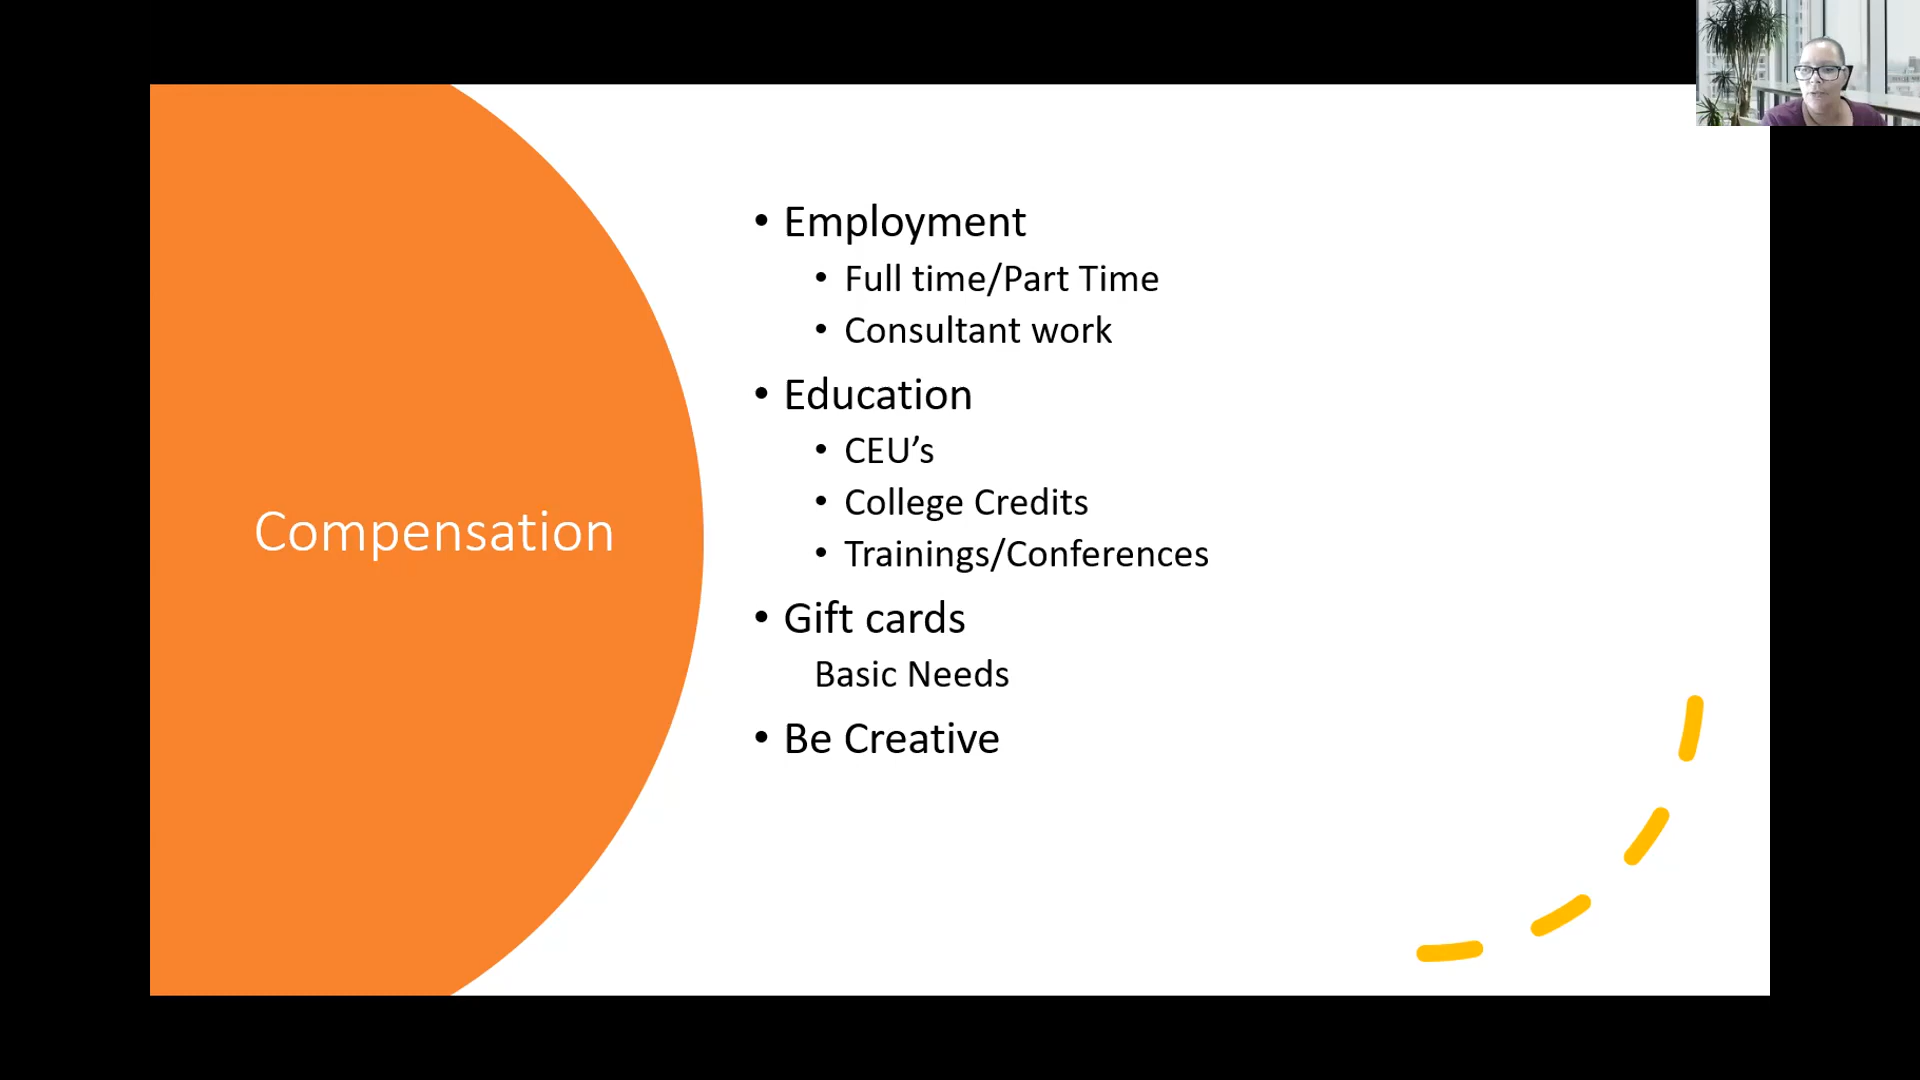 Compensation
• Employment
• Full time/Part Time
• Consultant work
• Education
• CEU’s
• College Credits
• Trainings/Conferences
• Gift cards
Basic Needs
• Be Creative